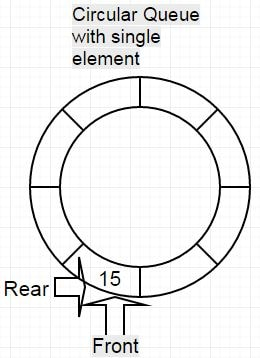 Circular Queue
with single
element
15
Rear
Front